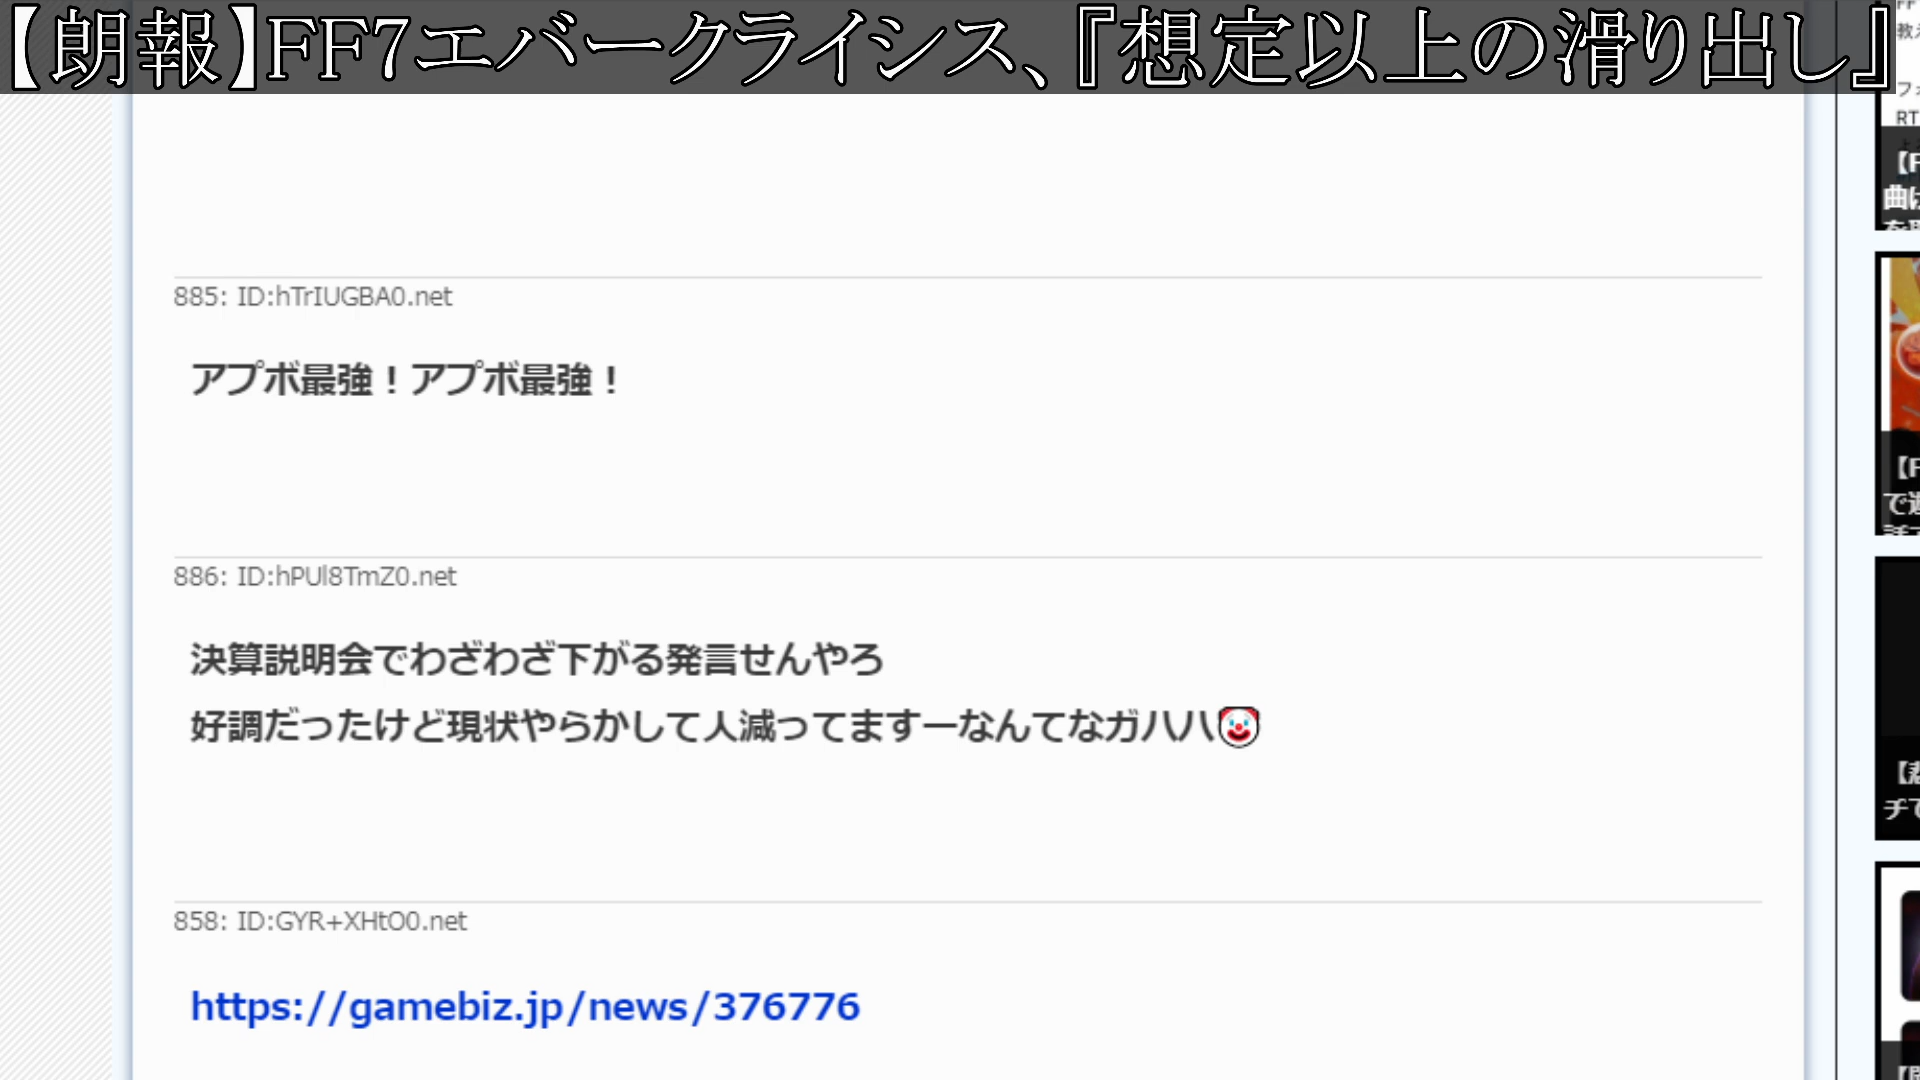 【朗報】FF7エバークライシス、『想定以上の滑り出し』
885: ID:hTrIUGBA0.net
アプボ最強！アプボ最強！
886: ID:hPUl8TmZ0.net
決算説明会でわざわざ下がる発言せんやろ
好調だったけど現状やらかして人減ってますーなんてなガハハ🤡
858: ID:GYR+XHtO0.net
https://gamebiz.jp/news/376776
RT
【F
曲は
【F
チで